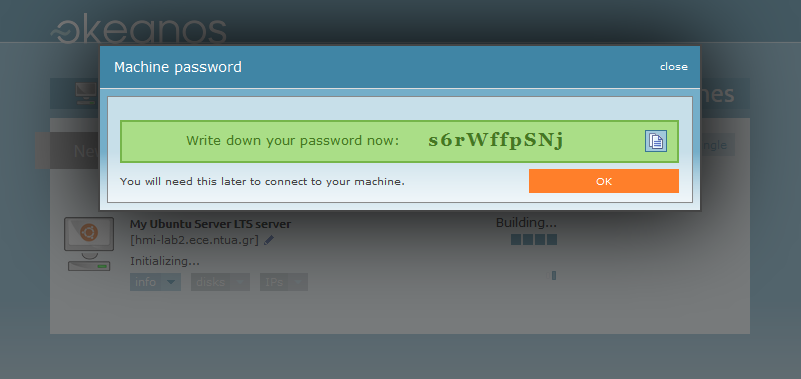 okeanos
Machine password
close
Write down your password now: s6rWffpSNj
You will need this later to connect to your machine.
OK
My Ubuntu Server LTS server
Building...
[hmi-lab2.ece.ntua.gr]
Initializing...
info
disks
IPs